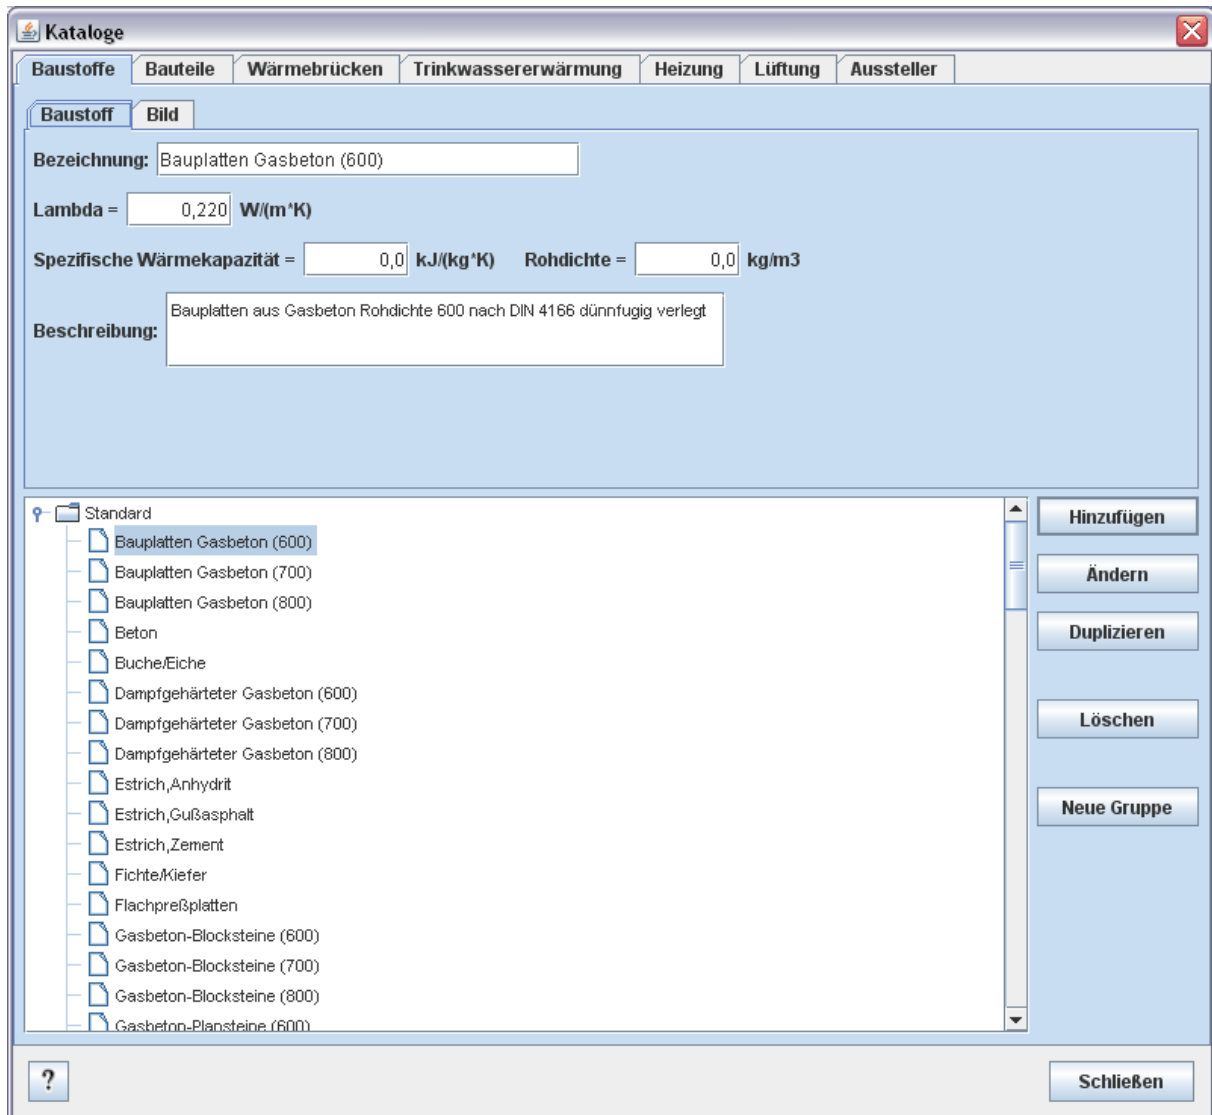 Kataloge
Baustoffe Bauteile Wärmebrücken Trinkwassererwärmung Heizung Lüftung Aussteller
Baustoff Bild
Bezeichnung: Bauplatten Gasbeton (600)
Lambda = 0,220 W/(m*K)
Spezifische Wärmekapazität = 0,0 kJ/(kg*K) Rohdichte = 0,0 kg/m3
Beschreibung: Bauplatten aus Gasbeton Rohdichte 600 nach DIN 4166 dünnfugig verlegt
Standard
Bauplatten Gasbeton (600)
Bauplatten Gasbeton (700)
Bauplatten Gasbeton (800)
Beton
Buche/Eiche
Dampfgehärteter Gasbeton (600)
Dampfgehärteter Gasbeton (700)
Dampfgehärteter Gasbeton (800)
Estrich,Anhydrit
Estrich,Gußasphalt
Estrich,Zement
Fichte/Kiefer
Flachpreßplatten
Gasbeton-Blocksteine (600)
Gasbeton-Blocksteine (700)
Gasbeton-Blocksteine (800)
Gasbeton-Plansteine (600)
Hinzufügen
Ändern
Duplizieren
Löschen
Neue Gruppe
? Schließen